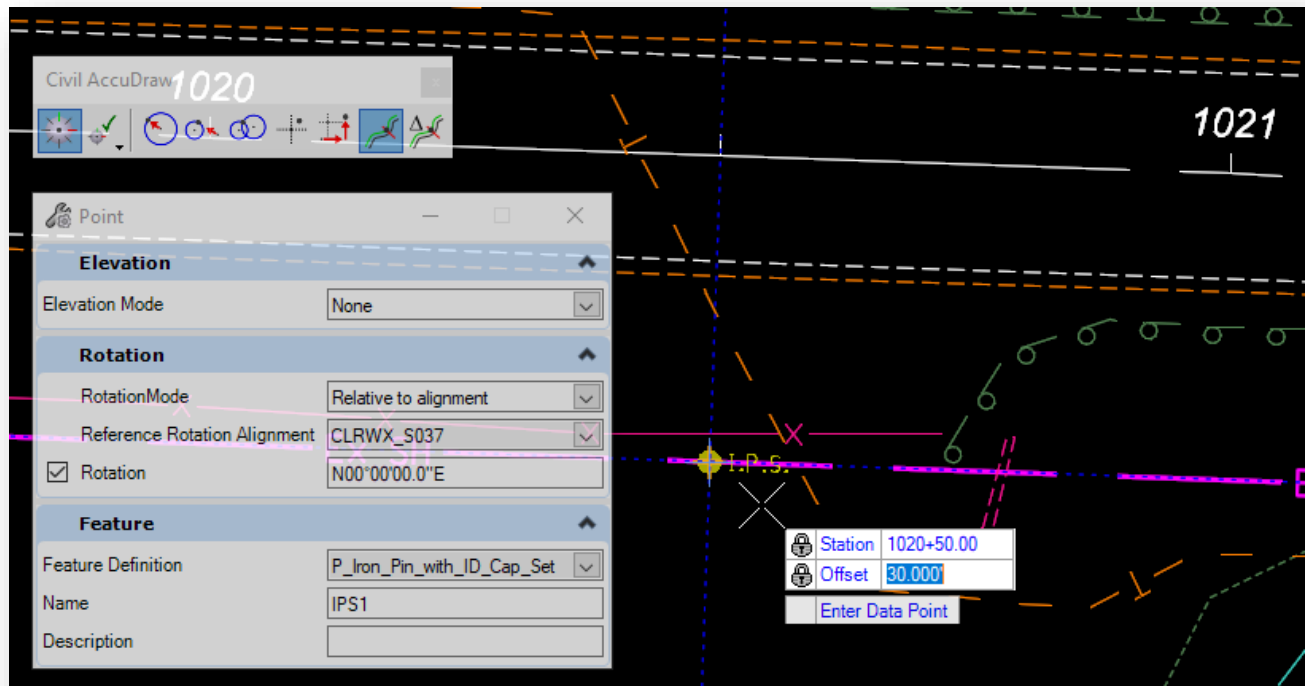 Civil AccuDraw
1020
1021
Point
Elevation
Elevation Mode None
Rotation
RotationMode Relative to alignment
Reference Rotation Alignment CLRWX_S037
Rotation N00°00'00.0"E
Feature
Feature Definition P_Iron_Pin_with_ID_Cap_Set
Name IPS1
Description
I.P.S.
Station 1020+50.00
Offset 30.000'
Enter Data Point